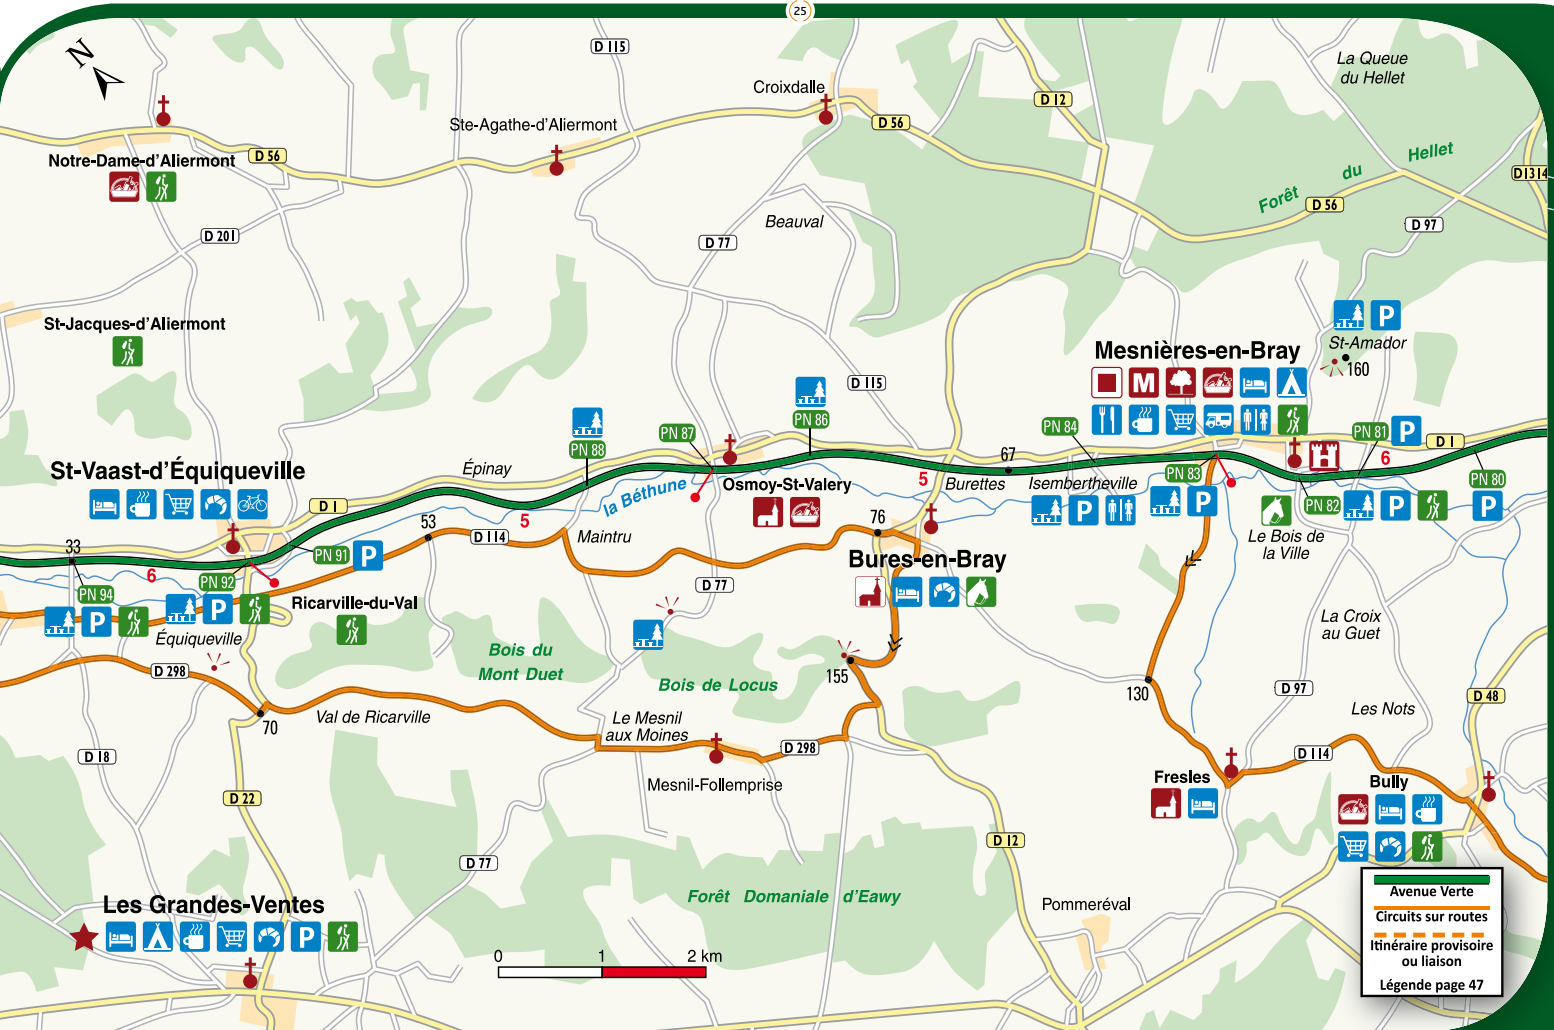 25
N
D 115
Croixdalle
La Queue
du Hellet
D 12
Ste-Agathe-d'Aliermont
D 56
Notre-Dame-d'Aliermont
D 56
Forêt du Hellet
D1314
D 56
D 201
Beauval
D 77
D 97
St-Jacques-d'Aliermont
P
St-Amador
160
Mesnières-en-Bray
M
D 115
PN 86
PN 84
PN 81
P
D 1
PN 87
PN 88
67
6
St-Vaast-d'Équiqueville
Épinay
la Béthune
Osmoy-St-Valery
5
Burettes
Isembertheville
PN 83
PN 80
D 1
P
P
PN 82
P
P
5
53
D 114
Maintru
76
Le Bois de
la Ville
33
PN 91
P
6
PN 92
PN 94
Bures-en-Bray
D 77
P
P
Ricarville-du-Val
Équiqueville
La Croix
au Guet
D 298
Bois du
Mont Duet
Bois de Locus
155
130
D 97
D 48
70
Val de Ricarville
Le Mesnil
aux Moines
Les Nots
D 298
D 114
D 18
Mesnil-Follemprise
Fresles
Bully
D 22
D 12
D 77
Forêt Domaniale d'Eawy
Les Grandes-Ventes
P
Pommeréval
0 1 2 km
Avenue Verte
Circuits sur routes
Itinéraire provisoire
ou liaison
Légende page 47